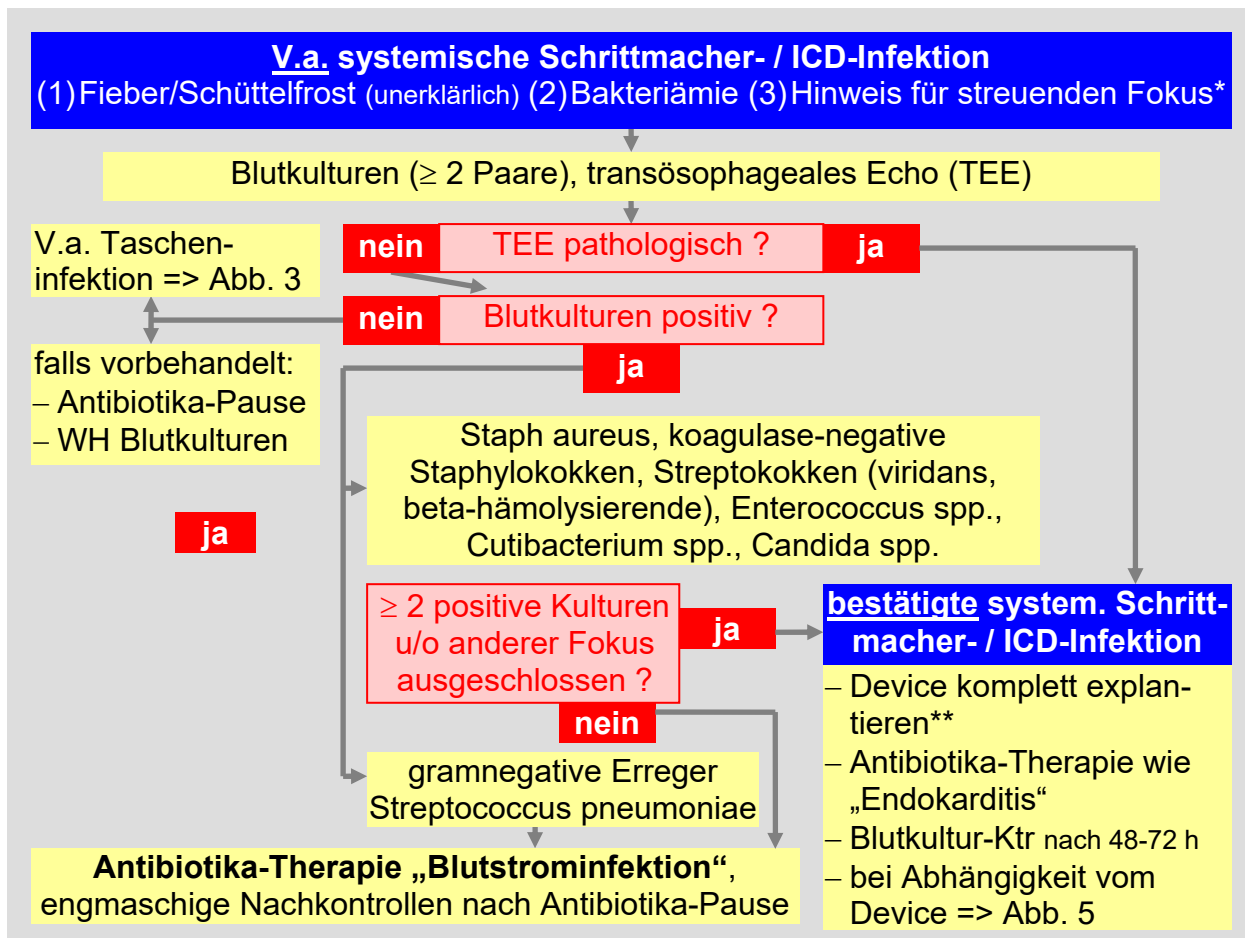 V.a. systemische Schrittmacher- / ICD-Infektion
(1) Fieber/Schüttelfrost (unerklärlich) (2) Bakteriämie (3) Hinweis für streuenden Fokus*
Blutkulturen (≥ 2 Paare), transösophageales Echo (TEE)
V.a. Taschen-
infektion => Abb. 3
nein
TEE pathologisch ?
ja
nein
Blutkulturen positiv ?
ja
falls vorbehandelt:
– Antibiotika-Pause
– WH Blutkulturen
Staph aureus, koagulase-negative
Staphylokokken, Streptokokken (viridans,
beta-hämolysierende), Enterococcus spp.,
Cutibacterium spp., Candida spp.
ja
≥ 2 positive Kulturen
u/o anderer Fokus
ausgeschlossen ?
ja
nein
bestätigte system. Schritt-
macher- / ICD-Infektion
– Device komplett explan-
tieren**
– Antibiotika-Therapie wie
„Endokarditis“
– Blutkultur-Ktr nach 48-72 h
– bei Abhängigkeit vom
Device => Abb. 5
gramnegative Erreger
Streptococcus pneumoniae
Antibiotika-Therapie „Blutstrominfektion“,
engmaschige Nachkontrollen nach Antibiotika-Pause